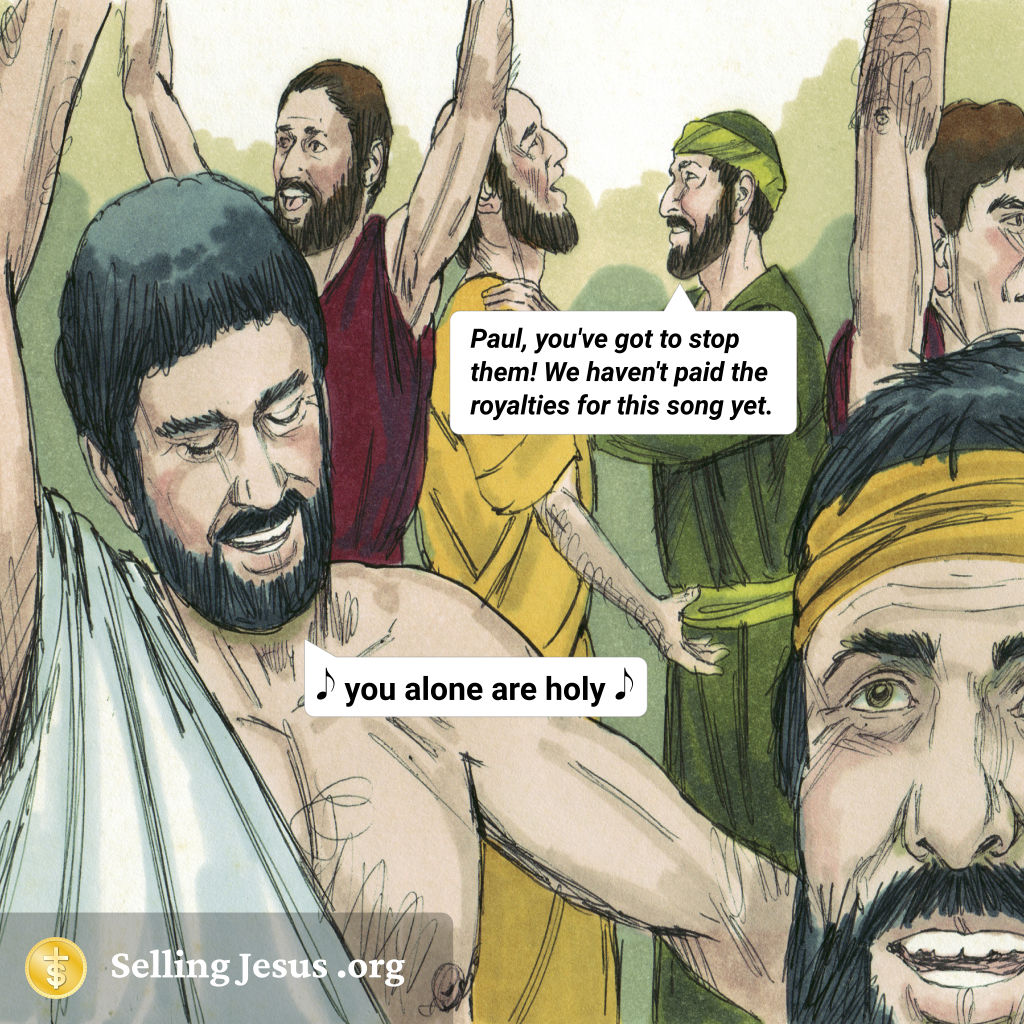 Paul, you've got to stop
them! We haven't paid the
royalties for this song yet.
♪ you alone are holy ♪
Selling Jesus .org